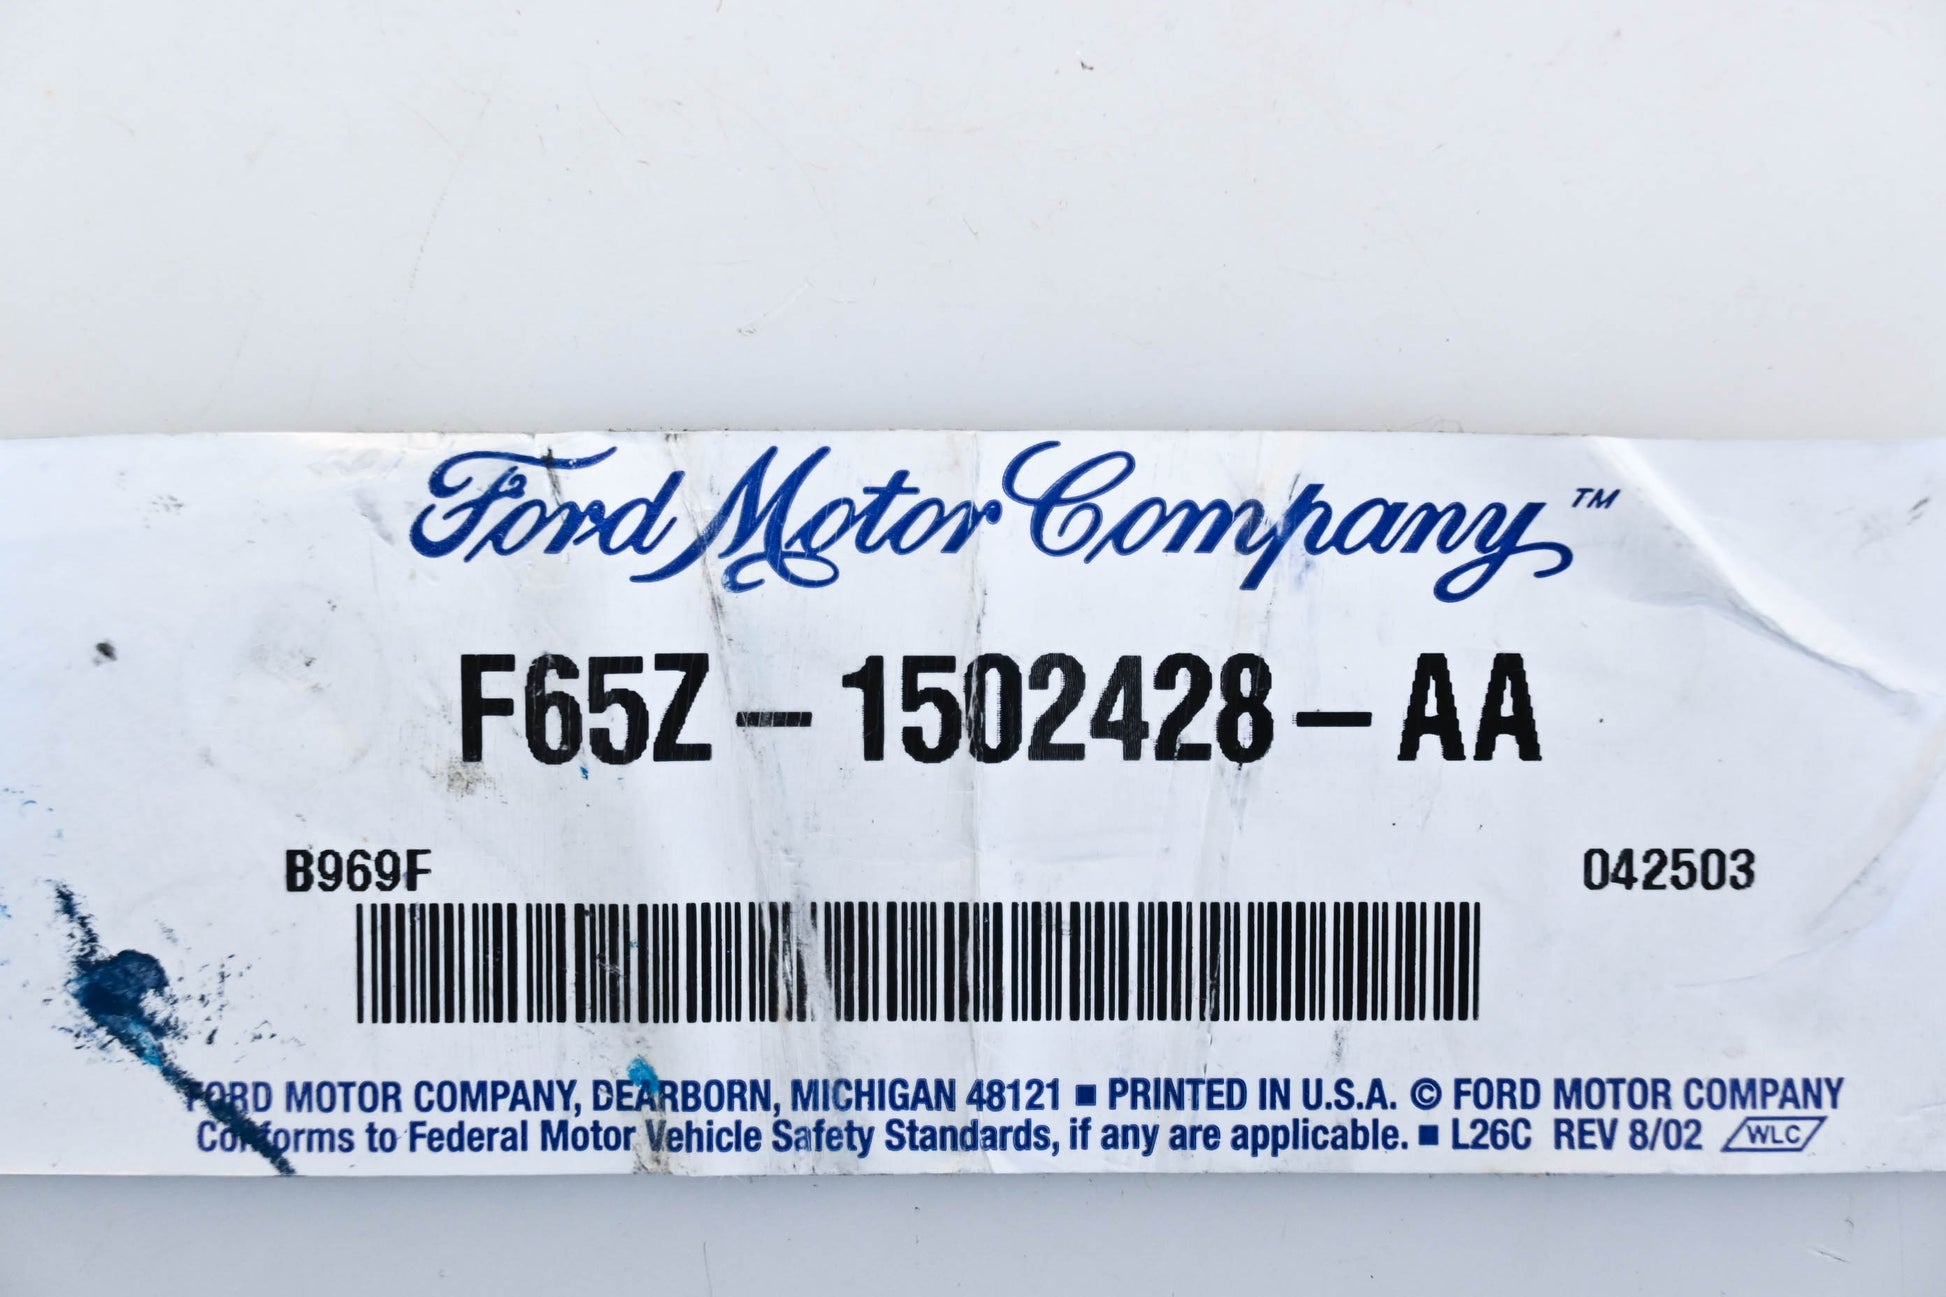 Ford Motor Company™
F65Z-1502428-AA
B969F 042503
FORD MOTOR COMPANY, DEARBORN, MICHIGAN 48121 ■ PRINTED IN U.S.A. © FORD MOTOR COMPANY
Conforms to Federal Motor Vehicle Safety Standards, if any are applicable. ■ L26C REV 8/02 WLC